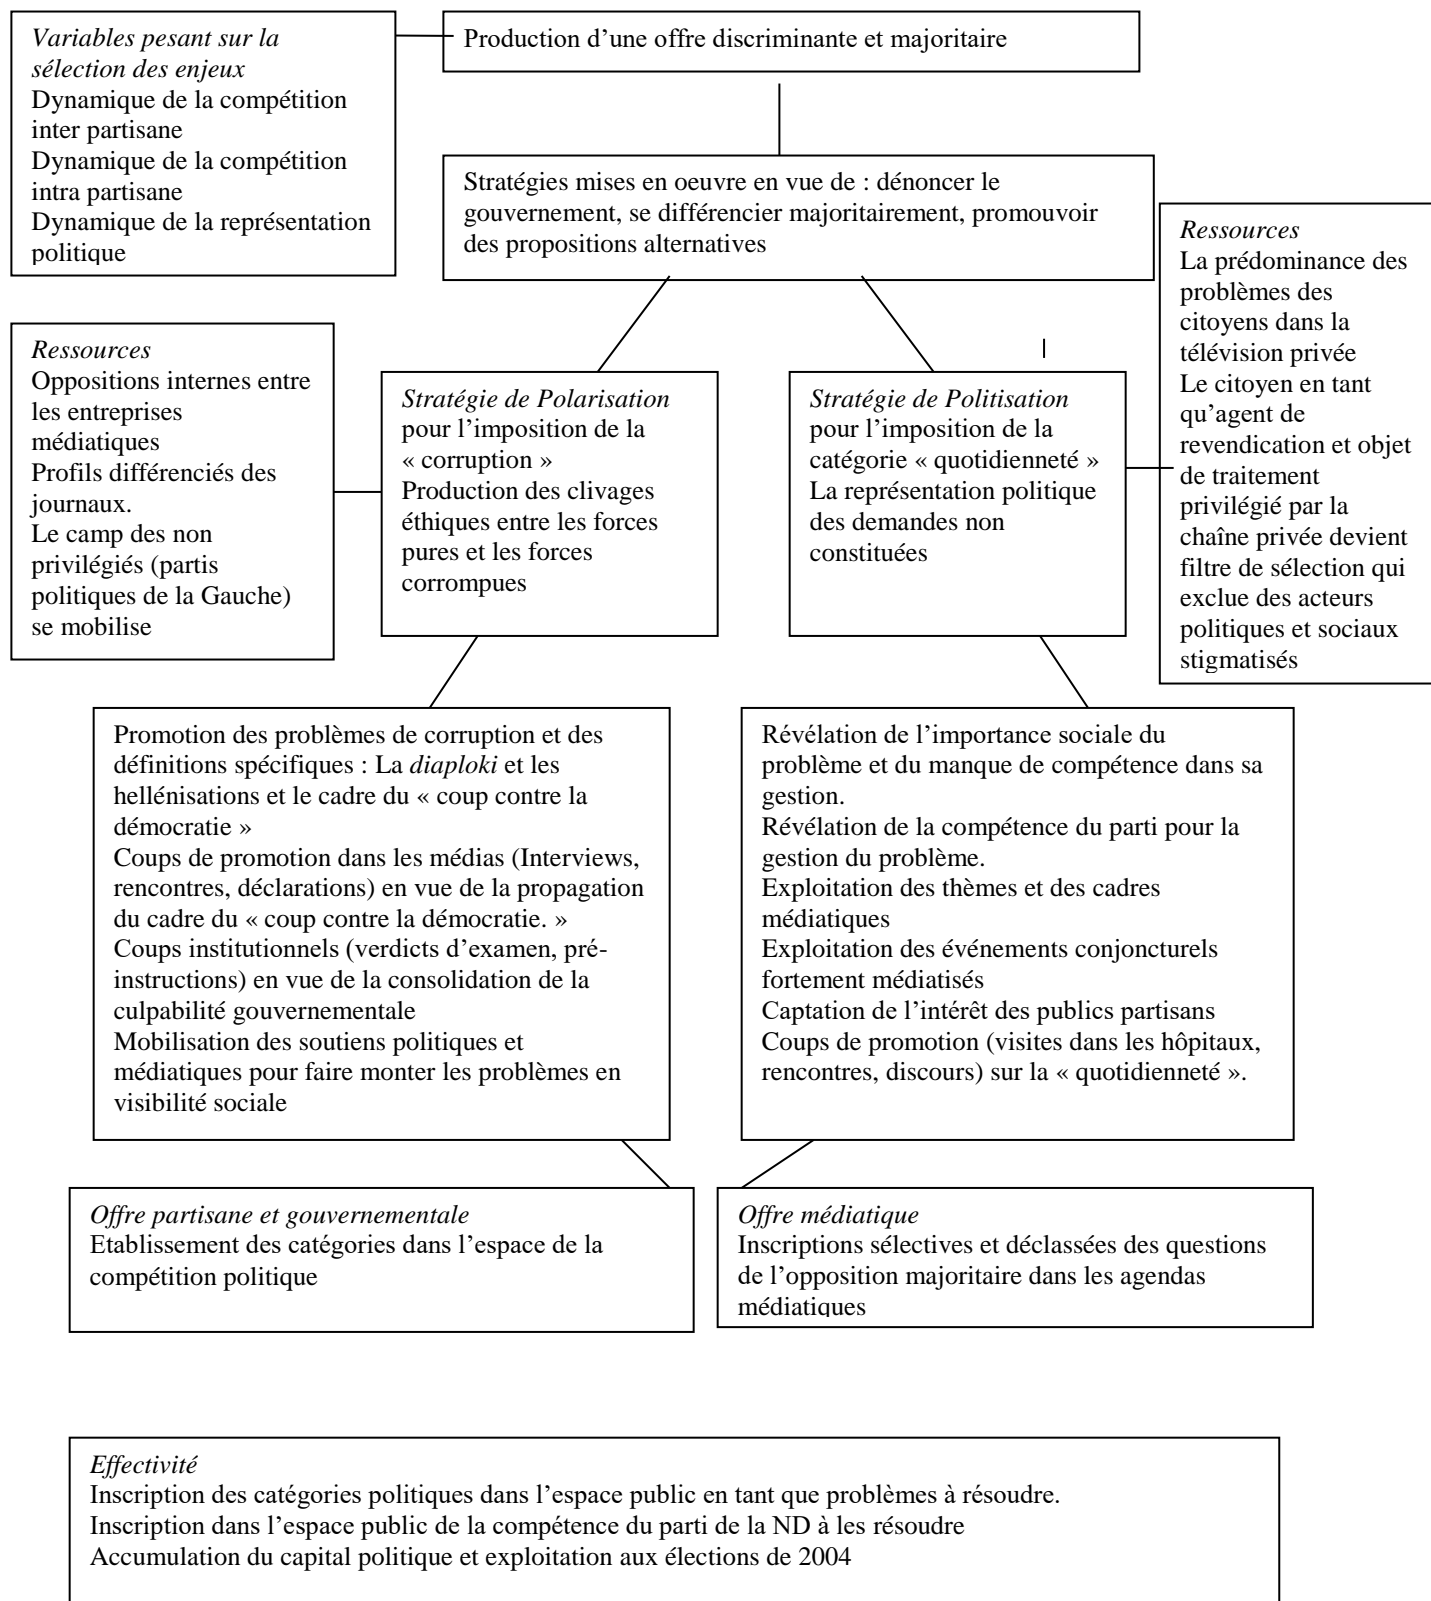 Variables pesant sur la
sélection des enjeux
Dynamique de la compétition
inter partisane
Dynamique de la compétition
intra partisane
Dynamique de la représentation
politique
Production d’une offre discriminante et majoritaire
Stratégies mises en oeuvre en vue de : dénoncer le
gouvernement, se différencier majoritairement, promouvoir
des propositions alternatives
Ressources
La prédominance des
problèmes des
citoyens dans la
télévision privée
Le citoyen en tant
qu’agent de
revendication et objet
de traitement
privilégié par la
chaîne privée devient
filtre de sélection qui
exclue des acteurs
politiques et sociaux
stigmatisés
Ressources
Oppositions internes entre
les entreprises
médiatiques
Profils différenciés des
journaux.
Le camp des non
privilégiés (partis
politiques de la Gauche)
se mobilise
Stratégie de Polarisation
pour l’imposition de la
« corruption »
Production des clivages
éthiques entre les forces
pures et les forces
corrompues
Stratégie de Politisation
pour l’imposition de la
catégorie « quotidienneté »
La représentation politique
des demandes non
constituées
Promotion des problèmes de corruption et des
définitions spécifiques : La diaploki et les
hellénisations et le cadre du « coup contre la
démocratie »
Coups de promotion dans les médias (Interviews,
rencontres, déclarations) en vue de la propagation
du cadre du « coup contre la démocratie. »
Coups institutionnels (verdicts d’examen, pré-
instructions) en vue de la consolidation de la
culpabilité gouvernementale
Mobilisation des soutiens politiques et
médiatiques pour faire monter les problèmes en
visibilité sociale
Révélation de l’importance sociale du
problème et du manque de compétence dans sa
gestion.
Révélation de la compétence du parti pour la
gestion du problème.
Exploitation des thèmes et des cadres
médiatiques
Exploitation des événements conjoncturels
fortement médiatisés
Captation de l’intérêt des publics partisans
Coups de promotion (visites dans les hôpitaux,
rencontres, discours) sur la « quotidienneté ».
Offre partisane et gouvernementale
Etablissement des catégories dans l’espace de la
compétition politique
Offre médiatique
Inscriptions sélectives et déclassées des questions
de l’opposition majoritaire dans les agendas
médiatiques
Effectivité
Inscription des catégories politiques dans l’espace public en tant que problèmes à résoudre.
Inscription dans l’espace public de la compétence du parti de la ND à les résoudre
Accumulation du capital politique et exploitation aux élections de 2004